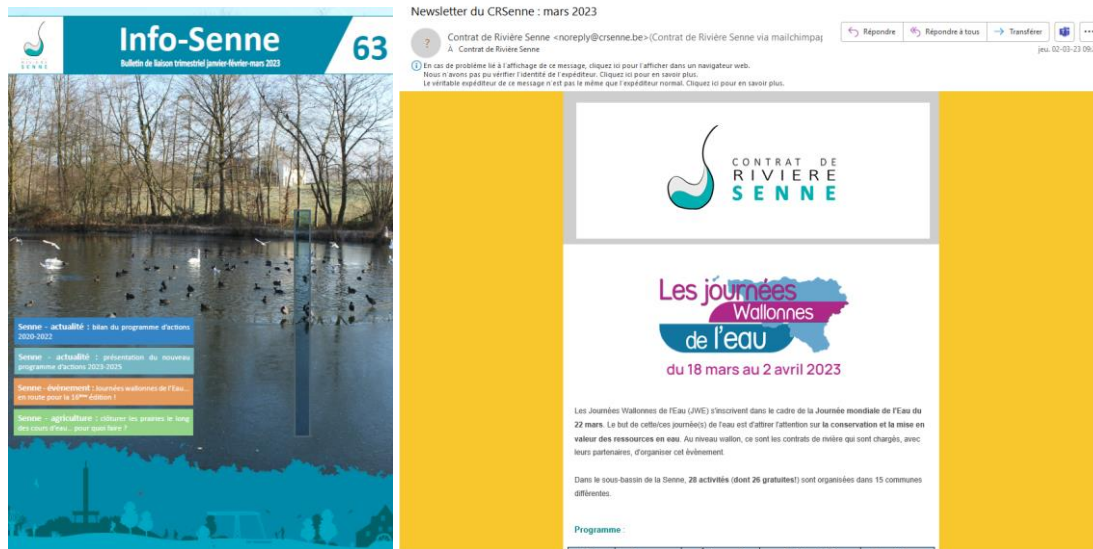 Info-Senne
63
Bulletin de liaison trimestriel janvier-février-mars 2023
RIVIERE
SENNE
Senne - actualité : bilan du programme d'actions
2020-2022
Senne - actualité : présentation du nouveau
programme d'actions 2023-2025
Senne - évènement : Journées wallonnes de l'Eau...
en route pour la 16ème édition !
Senne - agriculture : clôturer les prairies le long
des cours d'eau... pour quoi faire ?
Newsletter du CRSenne : mars 2023
?
Contrat de Rivière Senne <noreply@crsenne.be>(Contrat de Rivière Senne via mailchimpap
À Contrat de Rivière Senne
Répondre
Répondre à tous
Transférer
jeu. 02-03-23 09:
En cas de problème lié à l'affichage de ce message, cliquez ici pour l'afficher dans un navigateur web.
Nous n'avons pas pu vérifier l'identité de l'expéditeur. Cliquez ici pour en savoir plus.
Le véritable expéditeur de ce message n'est pas le même que l'expéditeur normal. Cliquez ici pour en savoir plus.
CONTRAT DE
RIVIERE
SENNE
Les journées
Wallonnes
de l'eau
du 18 mars au 2 avril 2023
Les Journées Wallonnes de l'Eau (JWE) s'inscrivent dans le cadre de la Journée mondiale de l'Eau du
22 mars. Le but de cette/ces journée(s) de l'eau est d'attirer l'attention sur la conservation et la mise en
valeur des ressources en eau. Au niveau wallon, ce sont les contrats de rivière qui sont chargés, avec
leurs partenaires, d'organiser cet évènement.
Dans le sous-bassin de la Senne, 28 activités (dont 26 gratuites!) sont organisées dans 15 communes
différentes.
Programme :